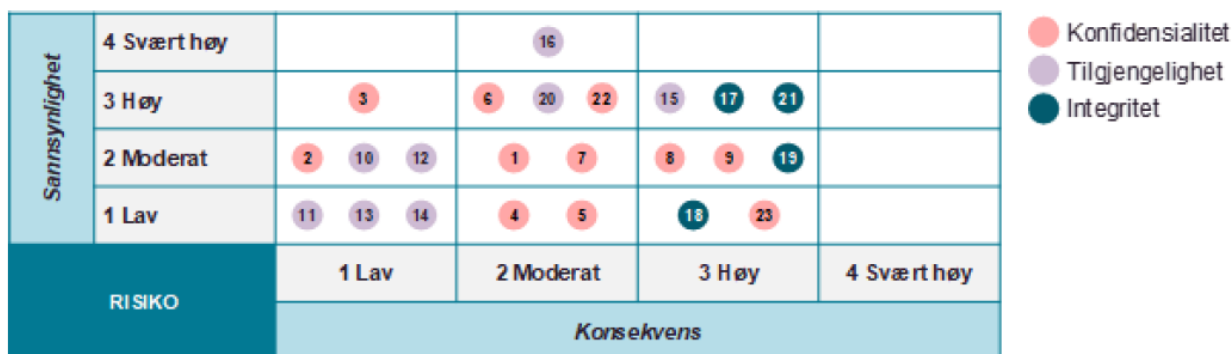 Sannsynlighet
4 Svært høy
16
3 Høy
3
6 20 22
15 17 21
2 Moderat
2 10 12
1 7
8 9 19
1 Lav
11 13 14
4 5
18 23
RISIKO
1 Lav
2 Moderat
3 Høy
4 Svært høy
Konsekvens
Konfidensialitet
Tilgjengelighet
Integritet